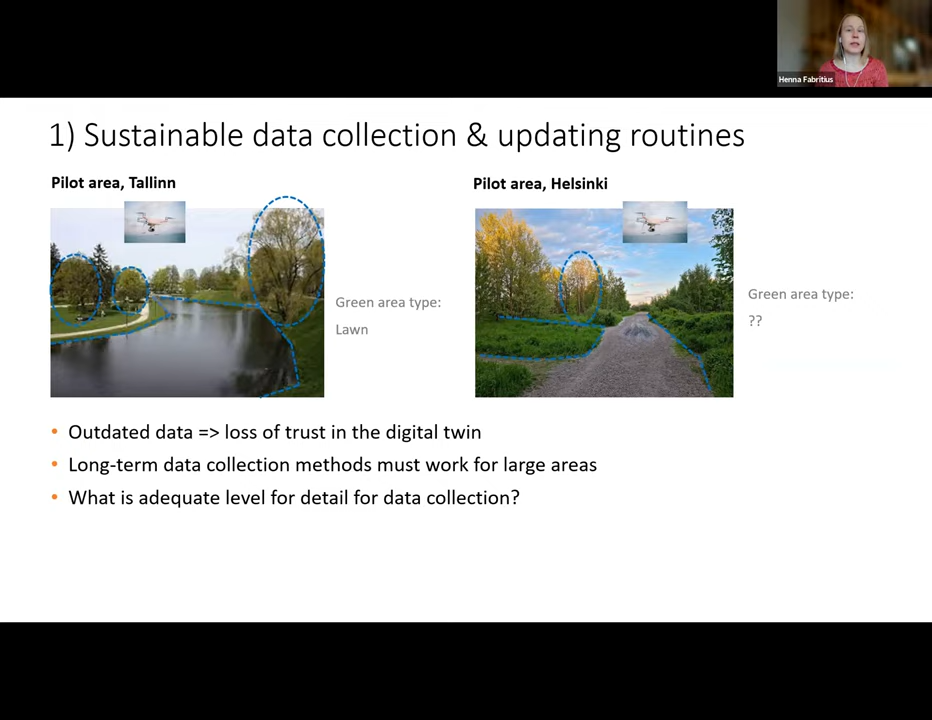 Henna Fabritius
1) Sustainable data collection & updating routines
Pilot area, Tallinn
Pilot area, Helsinki
Green area type:
Lawn
Green area type:
??
• Outdated data => loss of trust in the digital twin
• Long-term data collection methods must work for large areas
• What is adequate level for detail for data collection?